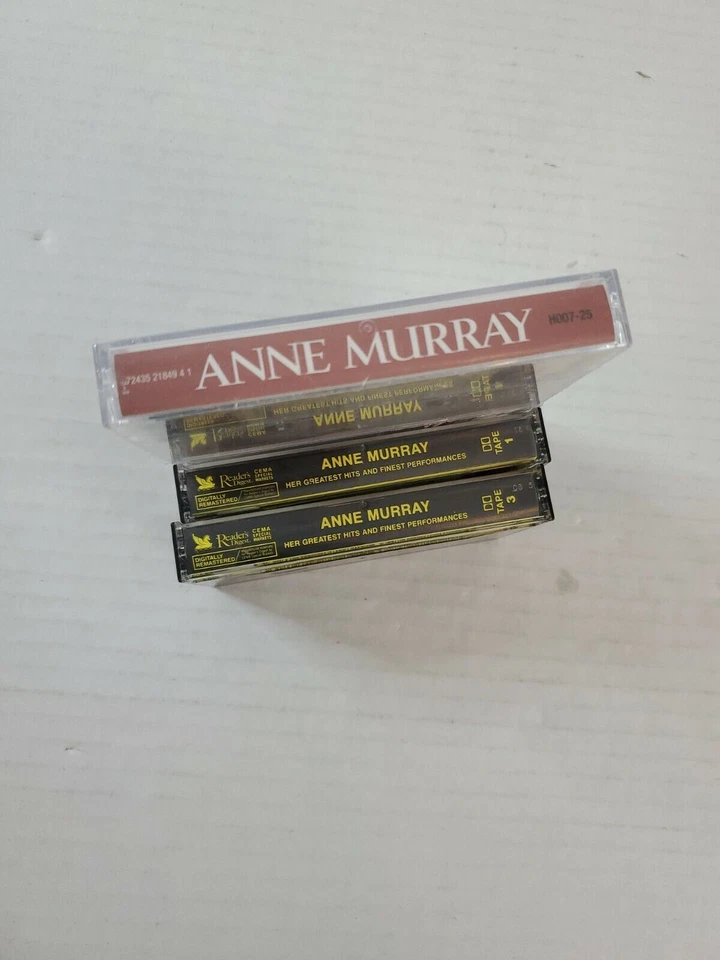 72435 21849 4 1 ANNE MURRAY H007-25
HER GREATEST HITS AND FINEST PERFORMANCES
ANNE MURRAY
Reader's Digest CEMA SPECIAL MARKETS
DIGITALLY REMASTERED
ANNE MURRAY
HER GREATEST HITS AND FINEST PERFORMANCES
TAPE 1
Reader's Digest CEMA SPECIAL MARKETS
DIGITALLY REMASTERED
ANNE MURRAY
HER GREATEST HITS AND FINEST PERFORMANCES
TAPE 3